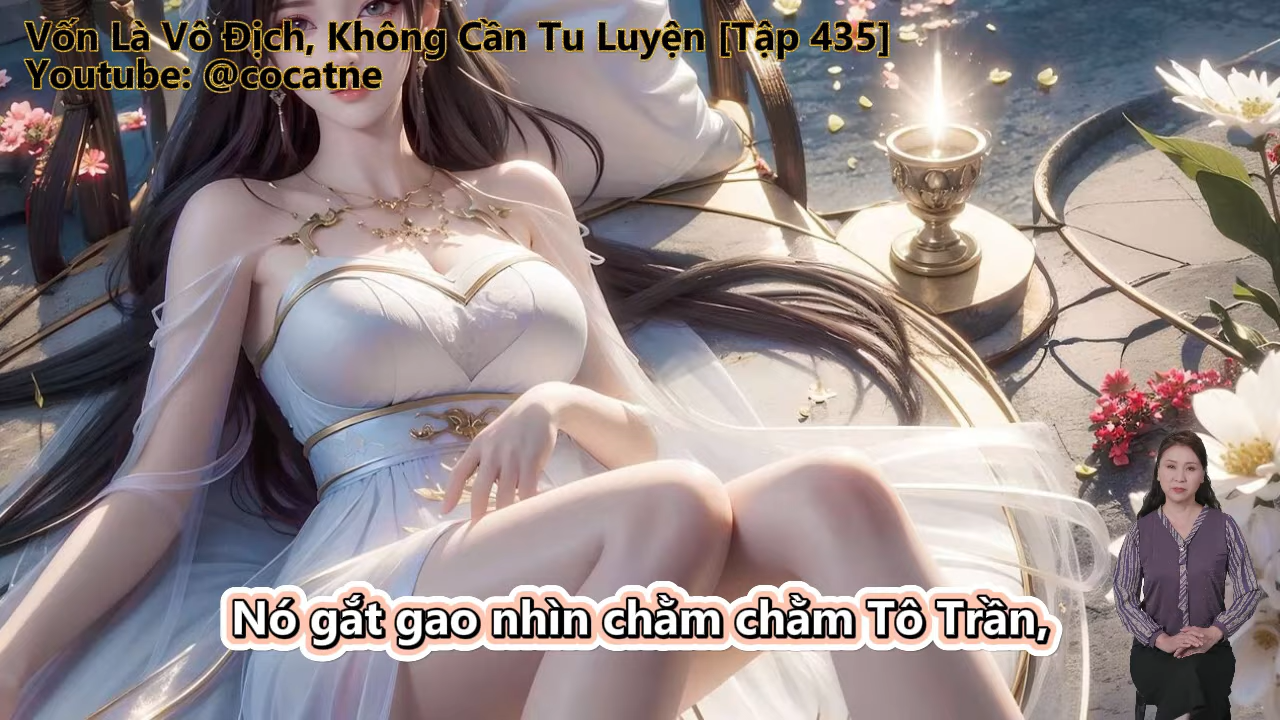 Vốn Là Vô Địch, Không Cần Tu Luyện [Tập 435]
Youtube: @cocatne
Nó gắt gao nhìn chằm chằm Tô Trần,